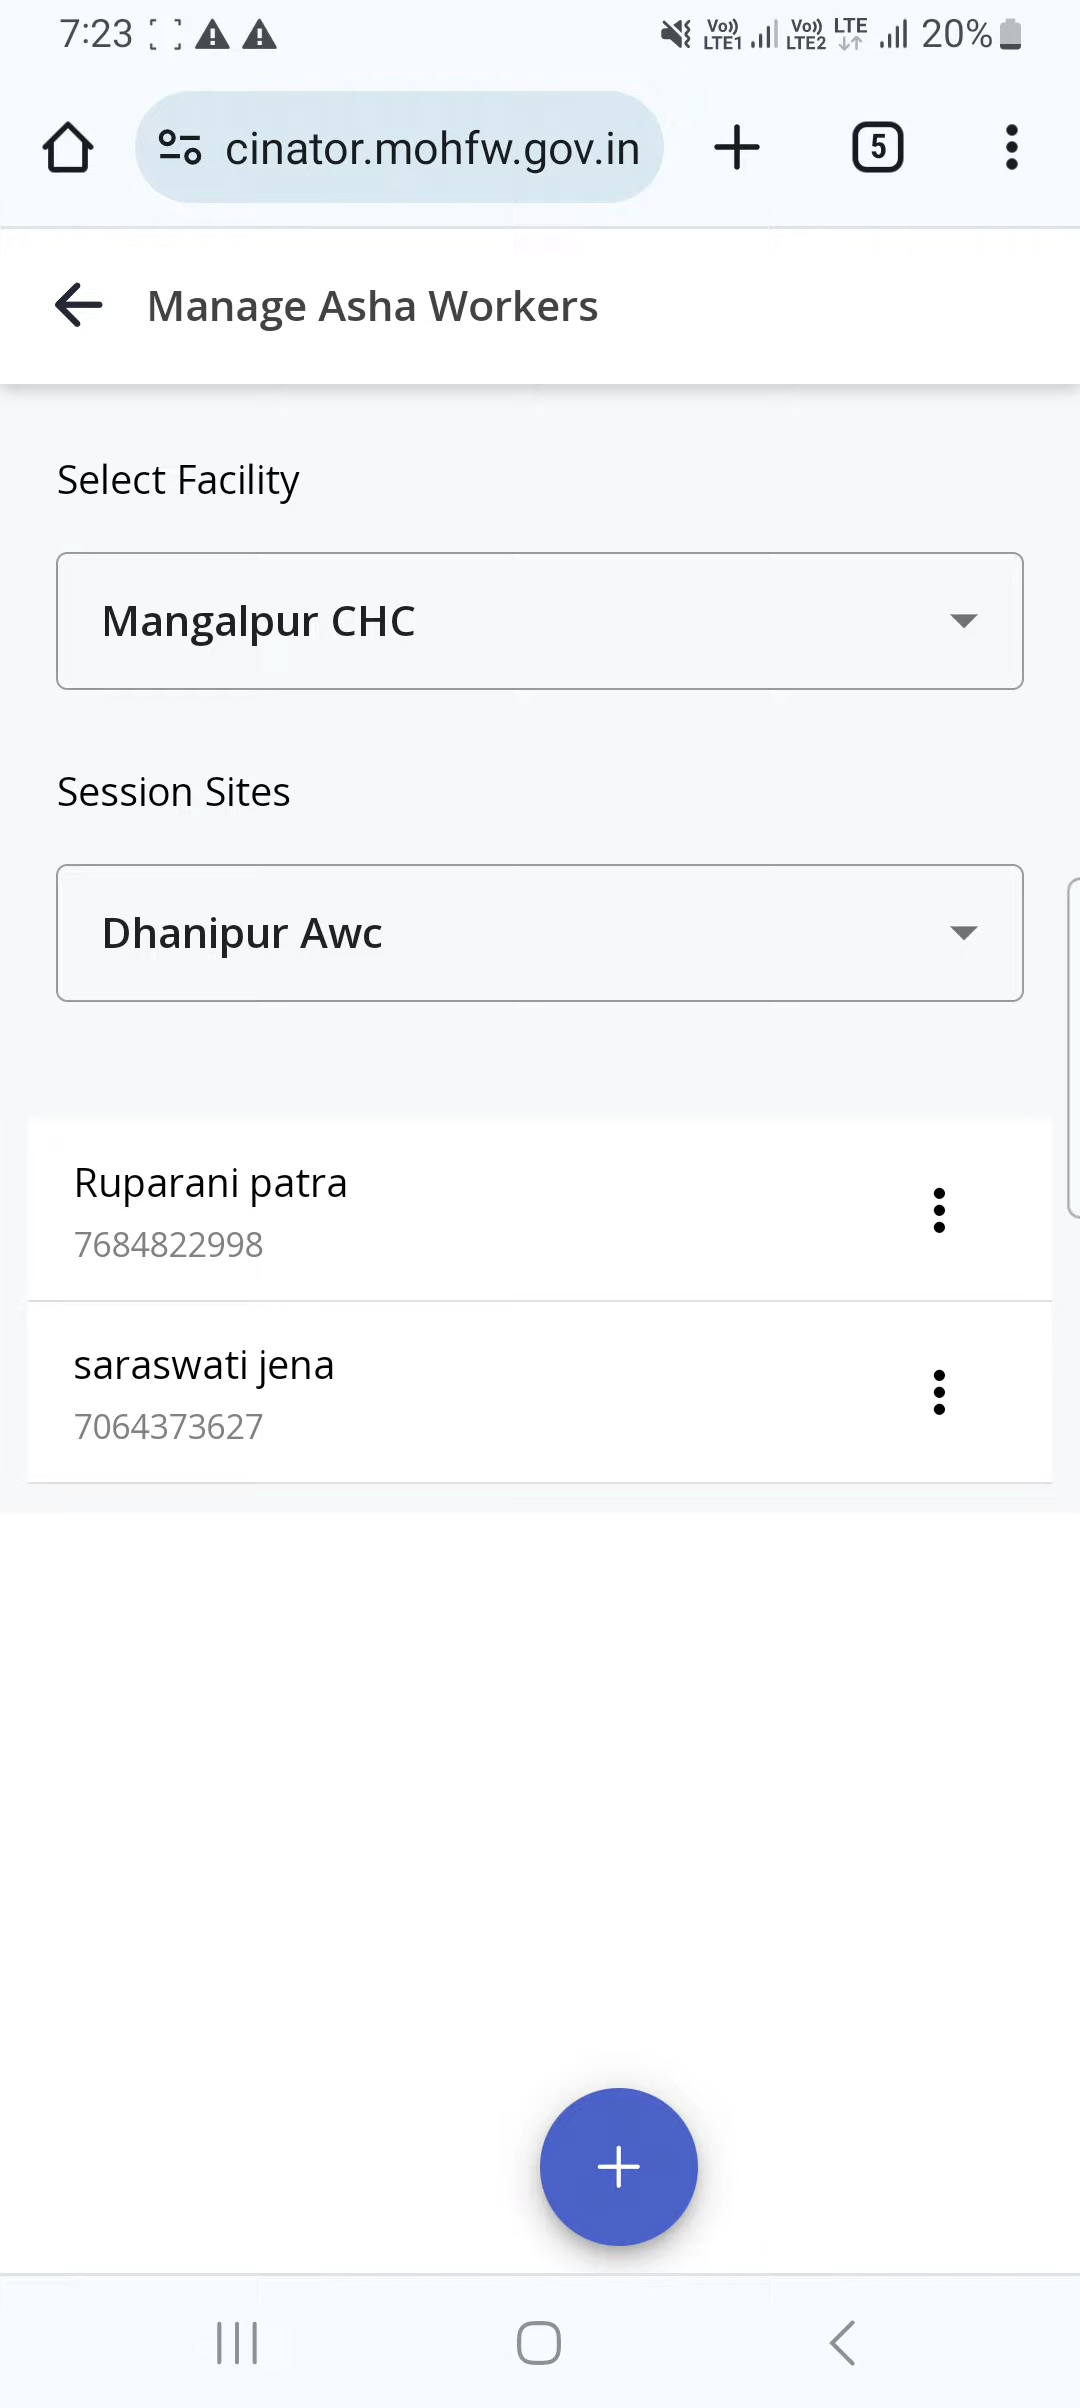 7:23
Vo)) LTE1 Vo)) LTE2 LTE 20%
cinator.mohfw.gov.in
5
Manage Asha Workers
Select Facility
Mangalpur CHC
Session Sites
Dhanipur Awc
Ruparani patra
7684822998
saraswati jena
7064373627